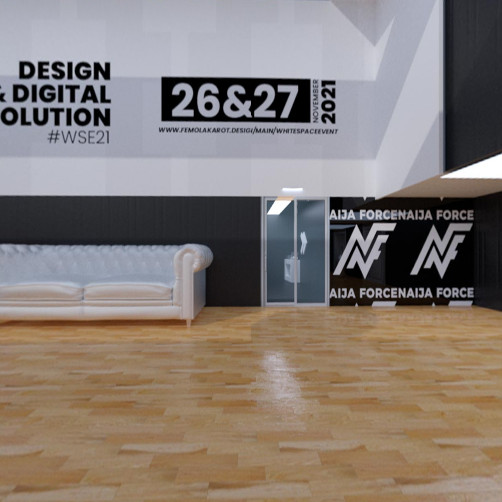 DESIGN
& DIGITAL
OLUTION
#WSE21
26&27
NOVEMBER
2021
WWW.FEMOLAKAROT.DESIGI/MAIN/WHITESPACEEVENT
AIJA FORCENAIJA FORCE
NF NF
AIJA FORCENAIJA FORCE